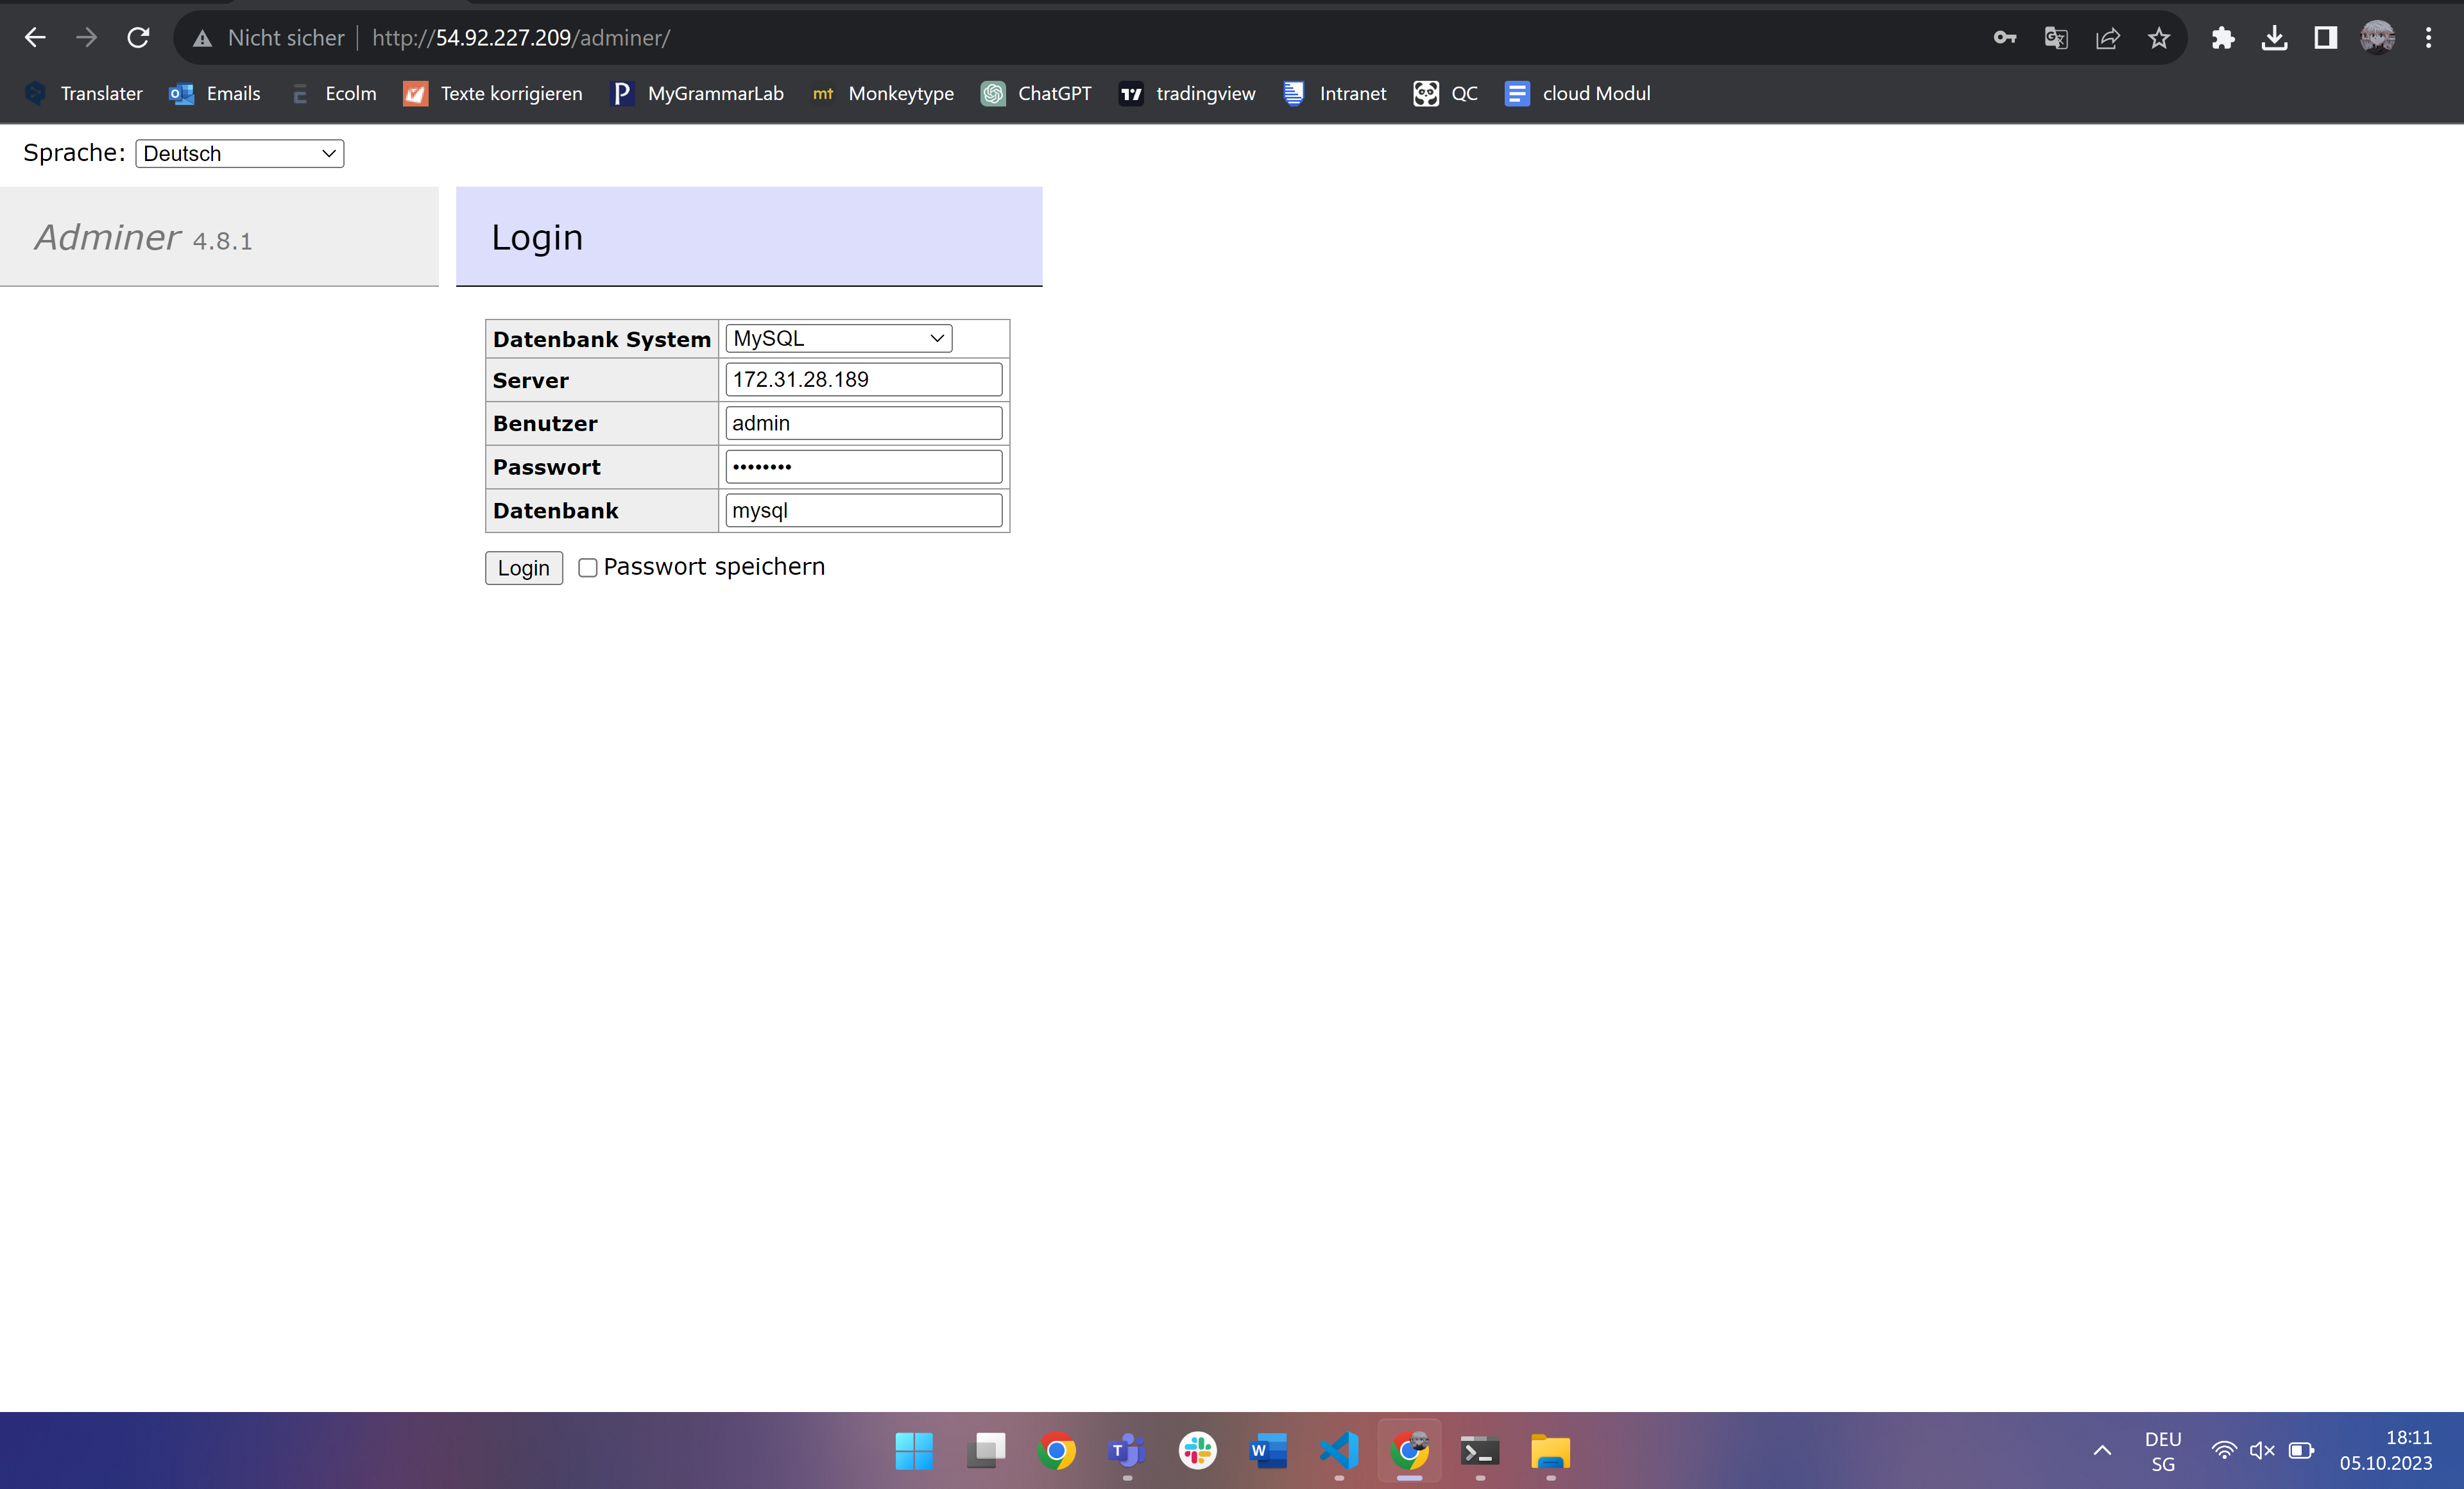 Nicht sicher | http://54.92.227.209/adminer/
Translater Emails Ecolm Texte korrigieren MyGrammarLab mt Monkeytype ChatGPT tradingview Intranet QC cloud Modul
Sprache: Deutsch
Adminer 4.8.1
Login
Datenbank System MySQL
Server 172.31.28.189
Benutzer admin
Passwort ••••••••
Datenbank mysql
Login Passwort speichern
DEU
SG
18:11
05.10.2023